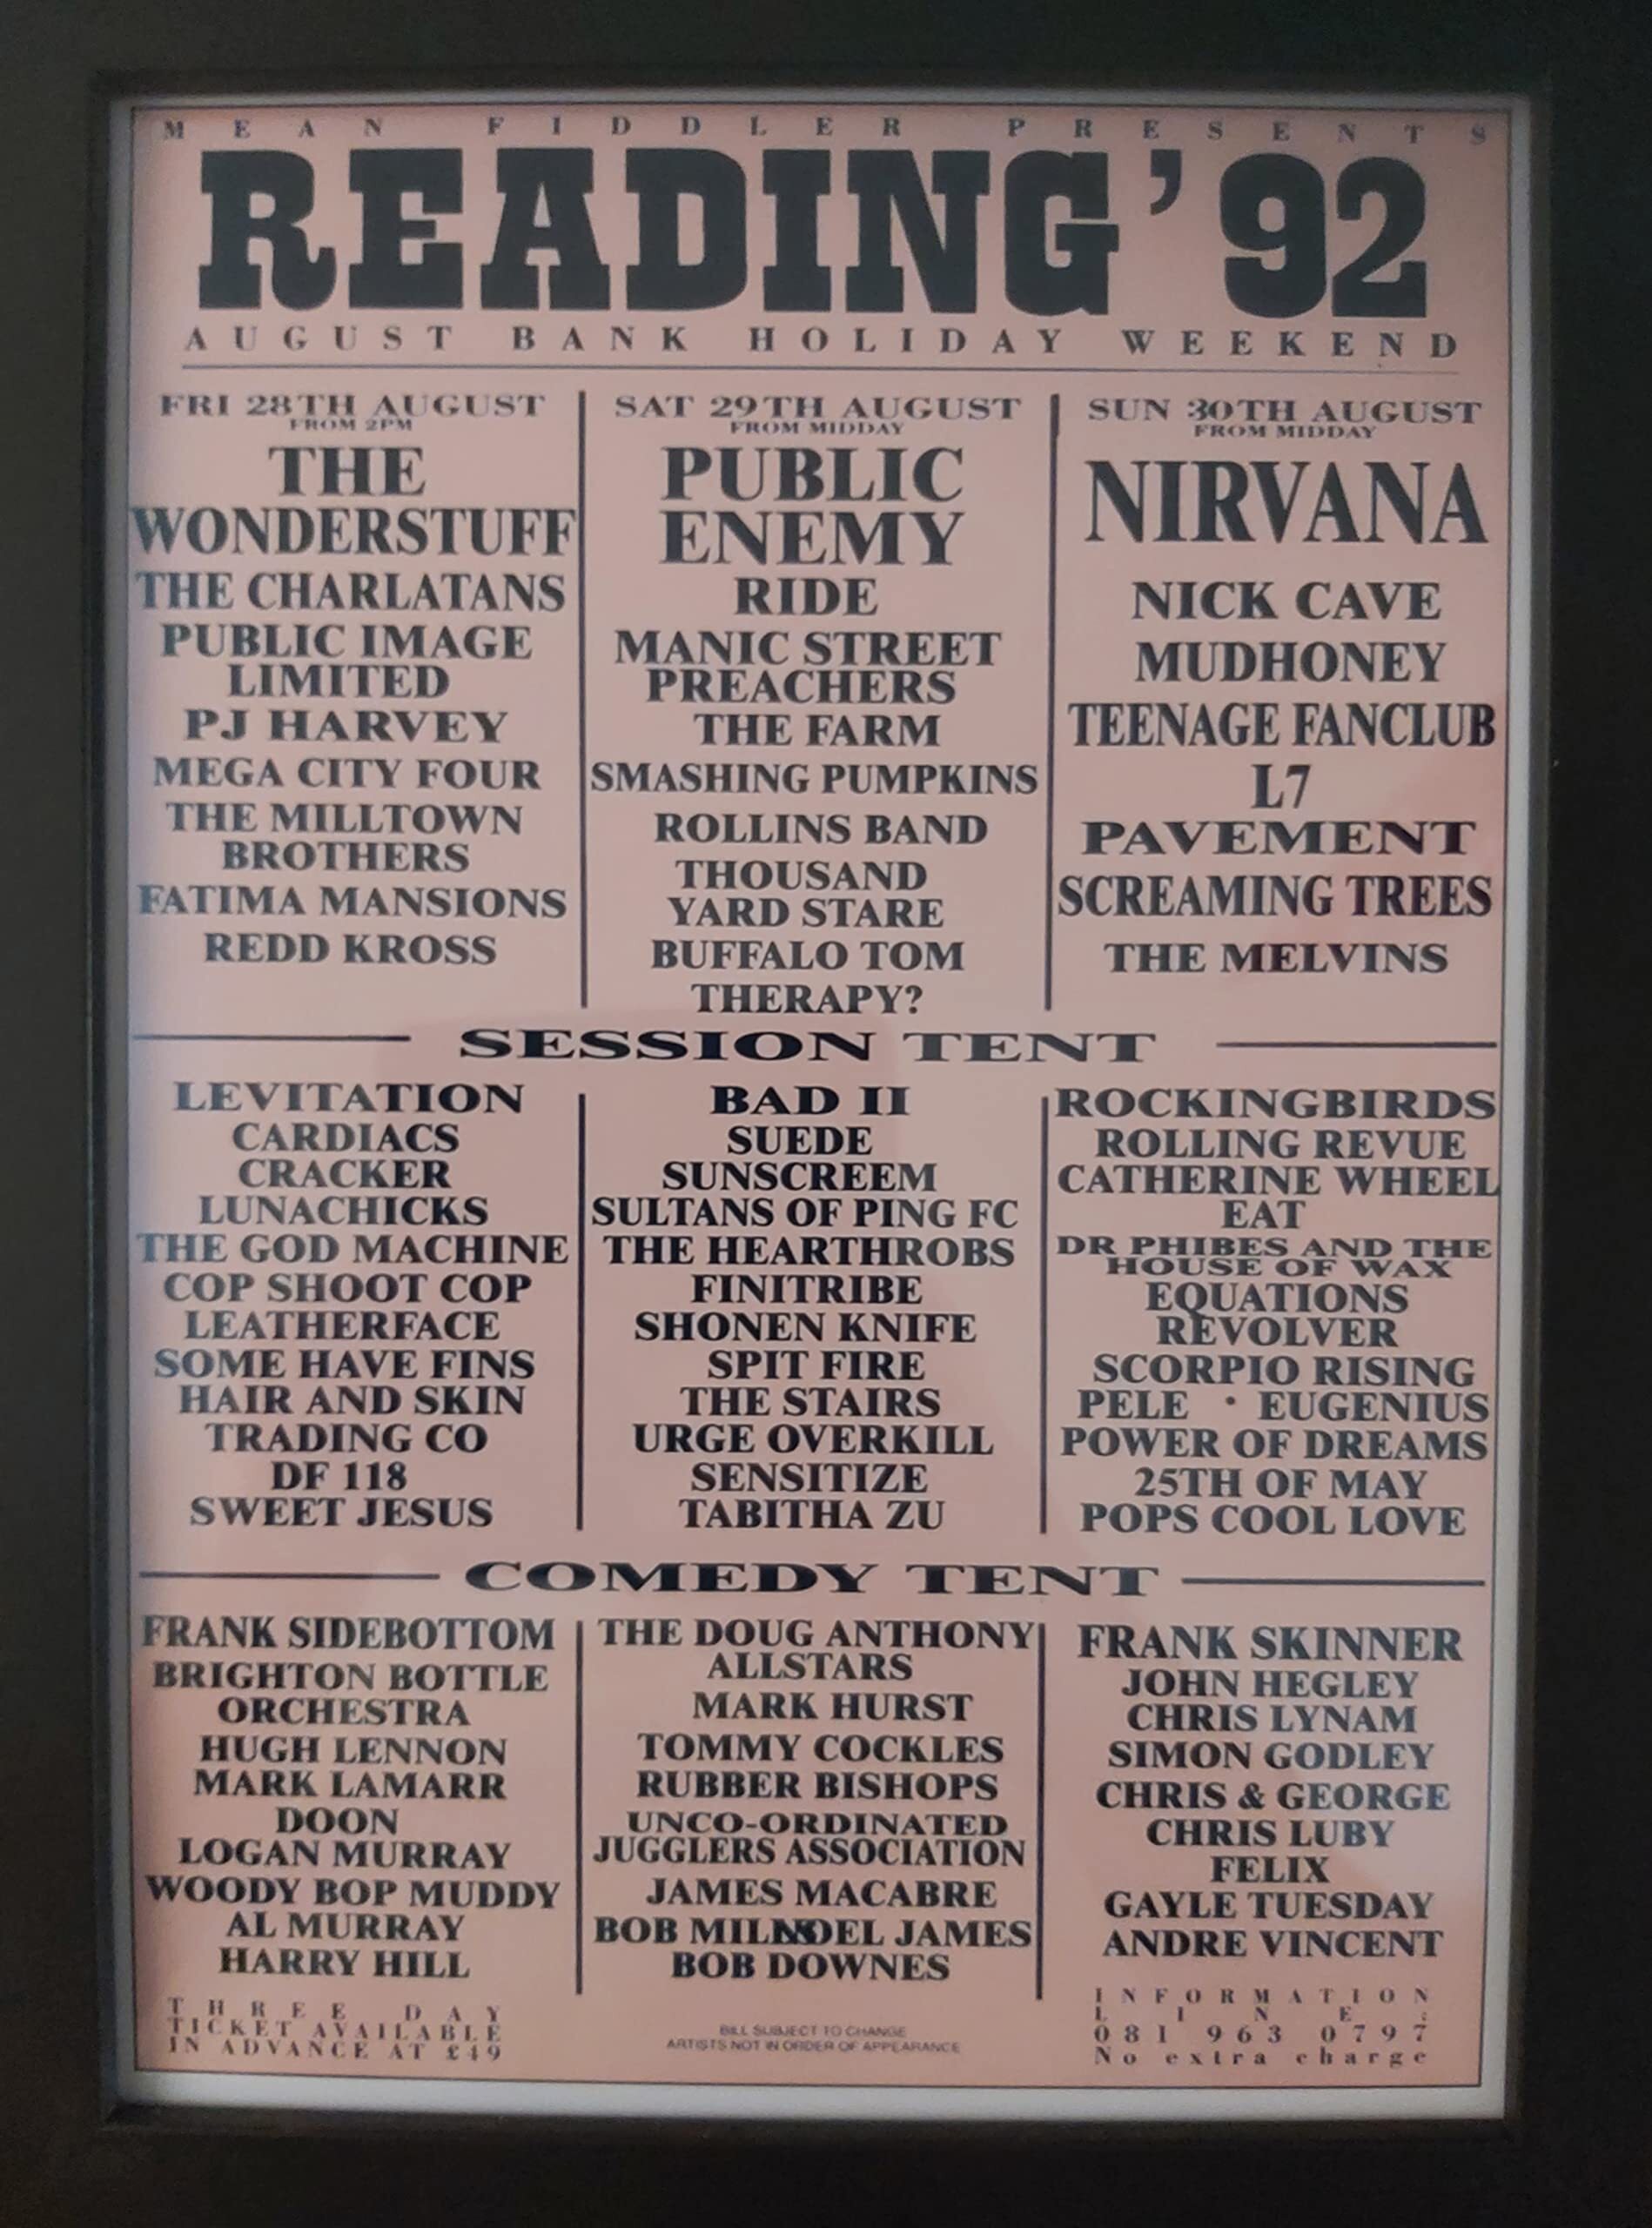 MEAN FIDDLER PRESENTS
READING '92
AUGUST BANK HOLIDAY WEEKEND
FRI 28TH AUGUST
FROM 2PM
THE
WONDERSTUFF
THE CHARLATANS
PUBLIC IMAGE
LIMITED
PJ HARVEY
MEGA CITY FOUR
THE MILLTOWN
BROTHERS
FATIMA MANSIONS
REDD KROSS
SAT 29TH AUGUST
FROM MIDDAY
PUBLIC
ENEMY
RIDE
MANIC STREET
PREACHERS
THE FARM
SMASHING PUMPKINS
ROLLINS BAND
THOUSAND
YARD STARE
BUFFALO TOM
THERAPY?
SUN 30TH AUGUST
FROM MIDDAY
NIRVANA
NICK CAVE
MUDHONEY
TEENAGE FANCLUB
L7
PAVEMENT
SCREAMING TREES
THE MELVINS
SESSION TENT
LEVITATION
CARDIACS
CRACKER
LUNACHICKS
THE GOD MACHINE
COP SHOOT COP
LEATHERFACE
SOME HAVE FINS
HAIR AND SKIN
TRADING CO
DF 118
SWEET JESUS
BAD II
SUEDE
SUNSCREEM
SULTANS OF PING FC
THE HEARTHROBS
FINITRIBE
SHONEN KNIFE
SPIT FIRE
THE STAIRS
URGE OVERKILL
SENSITIZE
TABITHA ZU
ROCKINGBIRDS
ROLLING REVUE
CATHERINE WHEEL
EAT
DR PHIBES AND THE
HOUSE OF WAX
EQUATIONS
REVOLVER
SCORPIO RISING
PELE • EUGENIUS
POWER OF DREAMS
25TH OF MAY
POPS COOL LOVE
COMEDY TENT
FRANK SIDEBOTTOM
BRIGHTON BOTTLE
ORCHESTRA
HUGH LENNON
MARK LAMARR
DOON
LOGAN MURRAY
WOODY BOP MUDDY
AL MURRAY
HARRY HILL
THE DOUG ANTHONY
ALLSTARS
MARK HURST
TOMMY COCKLES
RUBBER BISHOPS
UNCO-ORDINATED
JUGGLERS ASSOCIATION
JAMES MACABRE
BOB JAMES
BOB DOWNES
FRANK SKINNER
JOHN HEGLEY
CHRIS LYNAM
SIMON GODLEY
CHRIS & GEORGE
CHRIS LUBY
FELIX
GAYLE TUESDAY
ANDRE VINCENT
THREE DAY
TICKET AVAILABLE
IN ADVANCE AT £49
BILL SUBJECT TO CHANGE
ARTISTS NOT IN ORDER OF APPEARANCE
INFORMATION
LINE:
081 963 0797
No extra charge